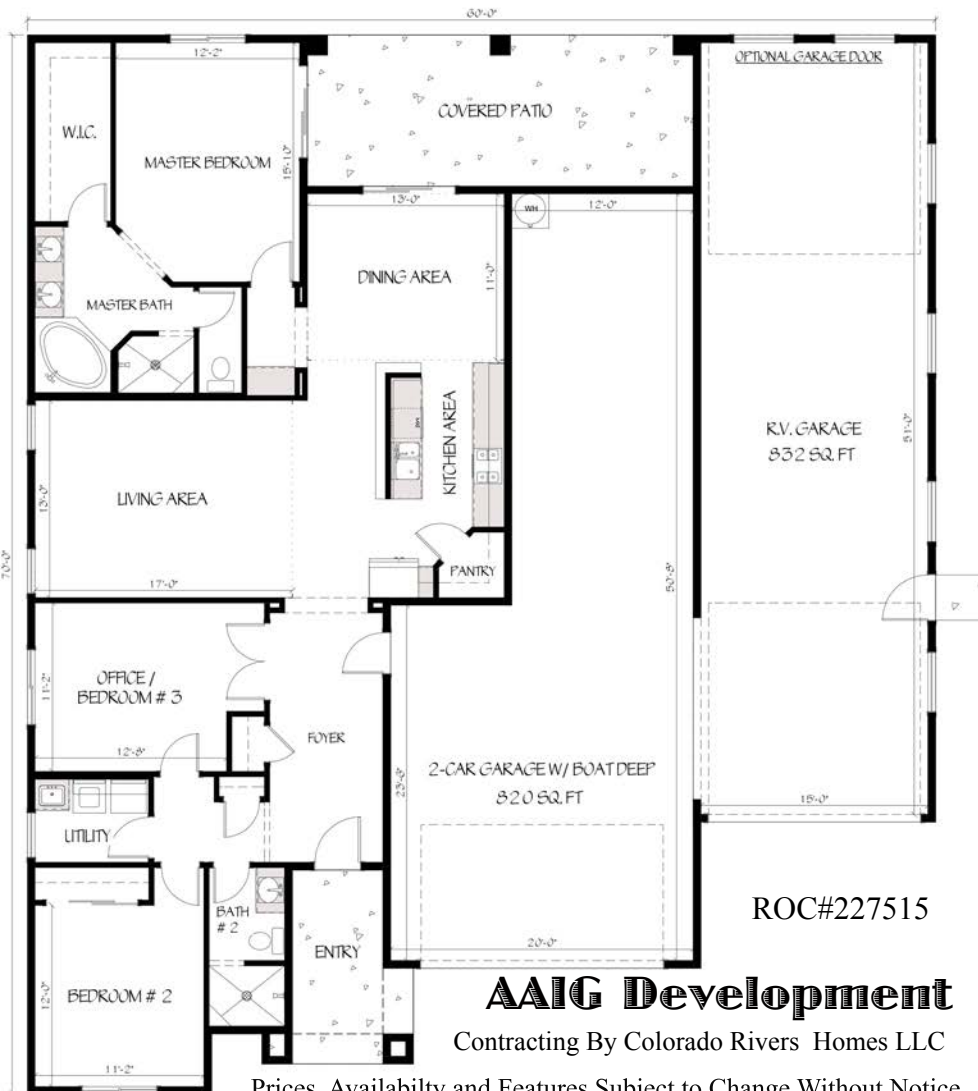 60'-0"
12'-2"
OPTIONAL GARAGE DOOR
W.I.C.
COVERED PATIO
MASTER BEDROOM
15'-10"
13'-0"
WH
12'-0"
DINING AREA
11'-0"
MASTER BATH
KITCHEN AREA
R.V. GARAGE
832 SQ. FT
51'-0"
LIVING AREA
13'-0"
17'-0"
PANTRY
70'-0"
50'-8"
OFFICE /
BEDROOM # 3
11'-2"
12'-8"
FOYER
2-CAR GARAGE W/ BOAT DEEP
820 SQ. FT
23'-0"
15'-0"
UTILITY
BATH
# 2
ENTRY
20'-0"
BEDROOM # 2
12'-0"
11'-2"
ROC#227515
AAIG Development
Contracting By Colorado Rivers Homes LLC
Prices, Availabilty and Features Subject to Change Without Notice